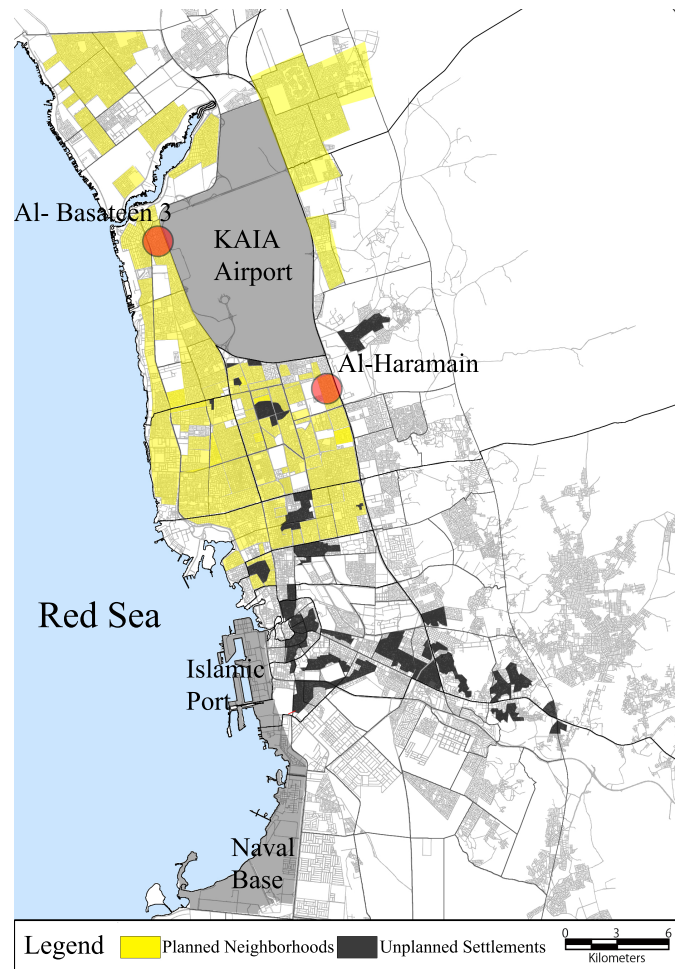 Al- Basateen 3
KAIA
Airport
Al-Haramain
Red Sea
Islamic
Port
Naval
Base
Legend
Planned Neighborhoods
Unplanned Settlements
0 3 6
Kilometers